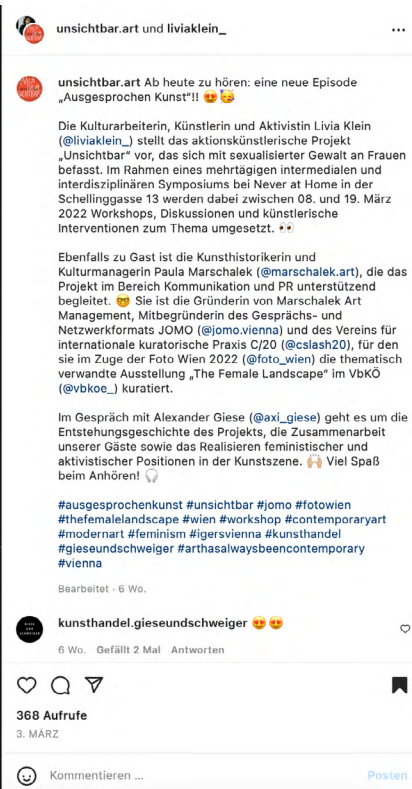 unsichtbar.art und liviaklein_
unsichtbar.art Ab heute zu hören: eine neue Episode
„Ausgesprochen Kunst"!! 😍🥳
Die Kulturarbeiterin, Künstlerin und Aktivistin Livia Klein
(@liviaklein_) stellt das aktionskünstlerische Projekt
„Unsichtbar" vor, das sich mit sexualisierter Gewalt an Frauen
befasst. Im Rahmen eines mehrtägigen intermedialen und
interdisziplinären Symposiums bei Never at Home in der
Schellinggasse 13 werden dabei zwischen 08. und 19. März
2022 Workshops, Diskussionen und künstlerische
Interventionen zum Thema umgesetzt. 👀
Ebenfalls zu Gast ist die Kunsthistorikerin und
Kulturmanagerin Paula Marschalek (@marschalek.art), die das
Projekt im Bereich Kommunikation und PR unterstützend
begleitet. 🤓 Sie ist die Gründerin von Marschalek Art
Management, Mitbegründerin des Gesprächs- und
Netzwerkformats JOMO (@jomo.vienna) und des Vereins für
internationale kuratorische Praxis C/20 (@cslash20), für den
sie im Zuge der Foto Wien 2022 (@foto_wien) die thematisch
verwandte Ausstellung „The Female Landscape" im VbKÖ
(@vbkoe_) kuratiert.
Im Gespräch mit Alexander Giese (@axi_giese) geht es um die
Entstehungsgeschichte des Projekts, die Zusammenarbeit
unserer Gäste sowie das Realisieren feministischer und
aktivistischer Positionen in der Kunstszene. 🙌🏼 Viel Spaß
beim Anhören! 🎧
#ausgesprochenkunst #unsichtbar #jomo #fotowien
#thefemalelandscape #wien #workshop #contemporaryart
#modernart #feminism #igersvienna #kunsthandel
#gieseundschweiger #arthasalwaysbeencontemporary
#vienna
Bearbeitet · 6 Wo.
kunsthandel.gieseundschweiger 😍😍
6 Wo. Gefällt 2 Mal Antworten
368 Aufrufe
3. MÄRZ
Kommentieren ... Posten